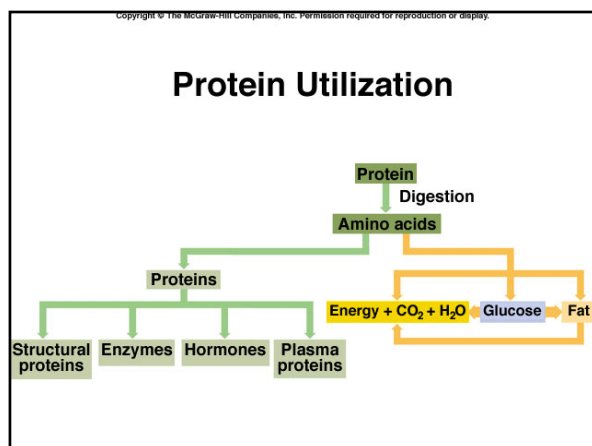 Copyright © The McGraw-Hill Companies, Inc. Permission required for reproduction or display.
Protein Utilization
Protein
Digestion
Amino acids
Proteins
Energy + CO₂ + H₂O
Glucose
Fat
Structural
proteins
Enzymes
Hormones
Plasma
proteins